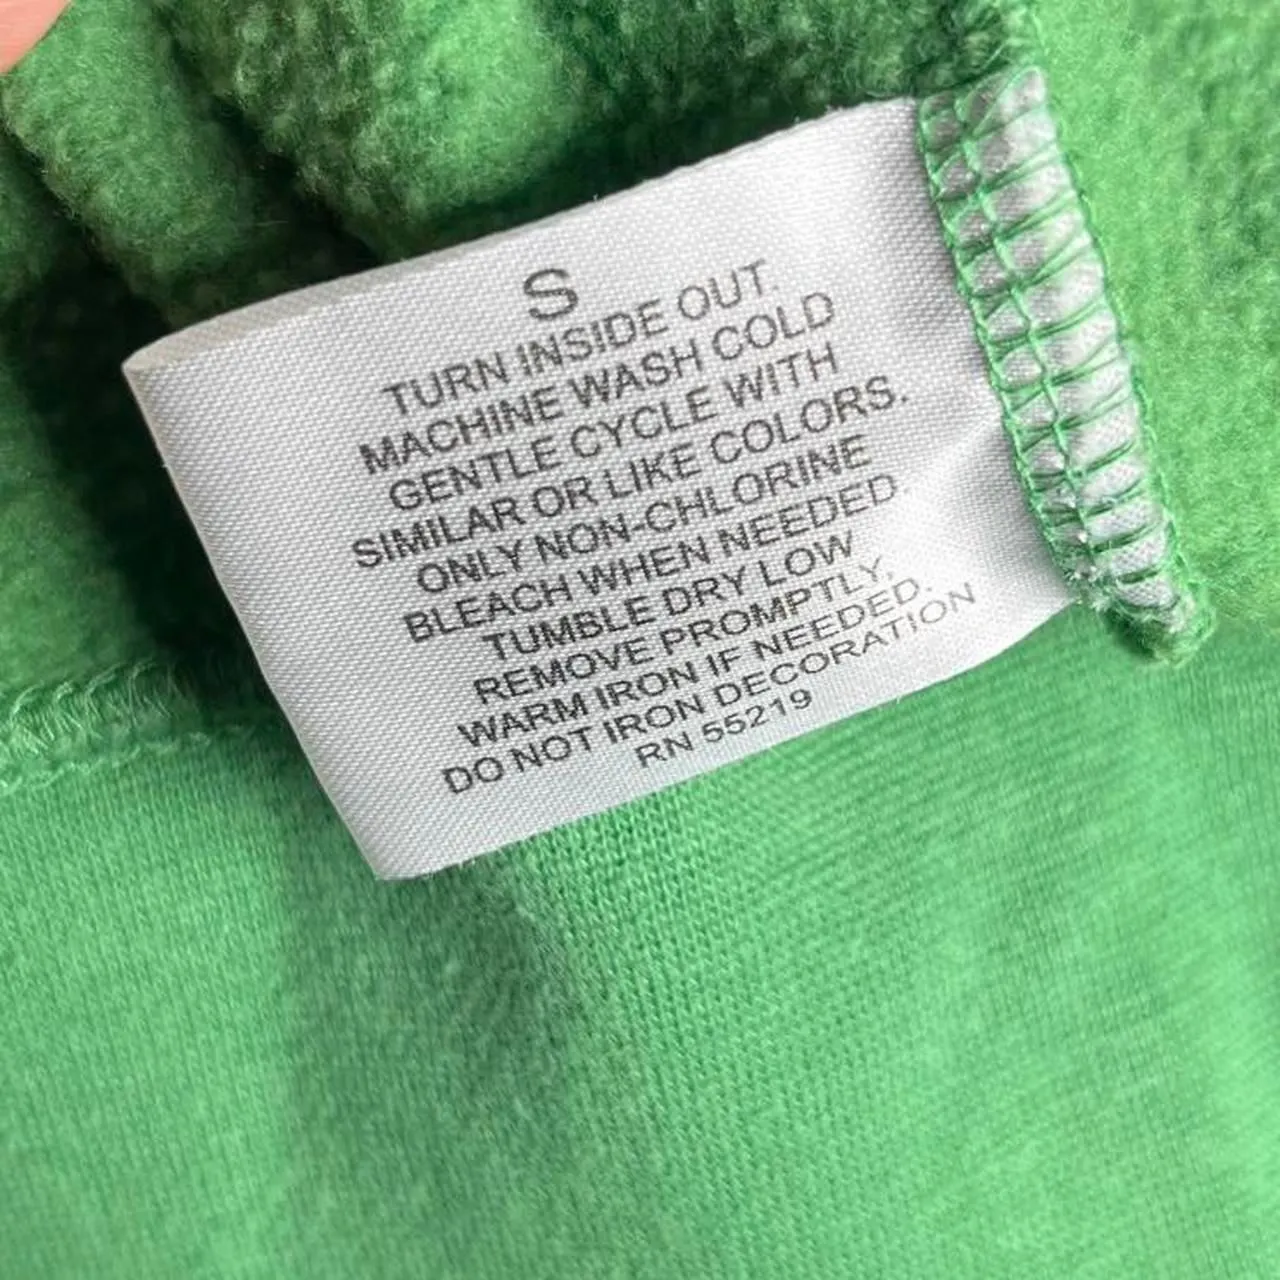 S
TURN INSIDE OUT.
MACHINE WASH COLD
GENTLE CYCLE WITH
SIMILAR OR LIKE COLORS.
ONLY NON-CHLORINE
BLEACH WHEN NEEDED
TUMBLE DRY LOW
REMOVE PROMPTLY,
WARM IRON IF NEEDED.
DO NOT IRON DECORATION
RN 55219